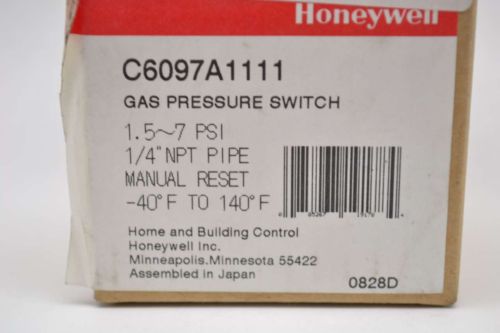 Honeywell
C6097A1111
GAS PRESSURE SWITCH
1.5~7 PSI
1/4" NPT PIPE
MANUAL RESET
-40°F TO 140°F
Home and Building Control
Honeywell Inc.
Minneapolis.Minnesota 55422
Assembled in Japan
0828D